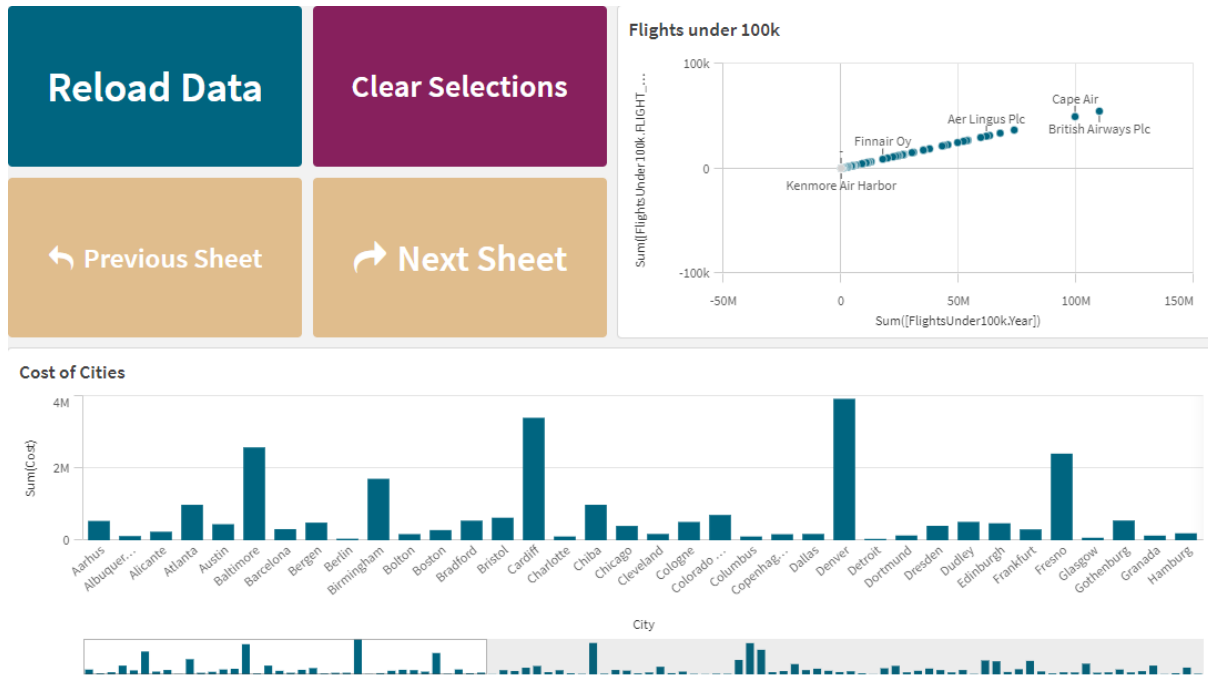 Reload Data
Clear Selections
Previous Sheet
Next Sheet
Flights under 100k
Sum([FlightsUnder100k.FLIGHT_...
100k
0
-100k
Cape Air
British Airways Plc
Aer Lingus Plc
Finnair Oy
Kenmore Air Harbor
-50M
0
50M
100M
150M
Sum([FlightsUnder100k.Year])
Cost of Cities
Sum(Cost)
4M
2M
0
Aarhus
Albuquer...
Alicante
Atlanta
Austin
Baltimore
Barcelona
Bergen
Berlin
Birmingham
Bolton
Boston
Bradford
Bristol
Cardiff
Charlotte
Chiba
Chicago
Cleveland
Cologne
Colorado ...
Columbus
Copenhag...
Dallas
Denver
Detroit
Dortmund
Dresden
Dudley
Edinburgh
Frankfurt
Fresno
Glasgow
Gothenburg
Granada
Hamburg
City